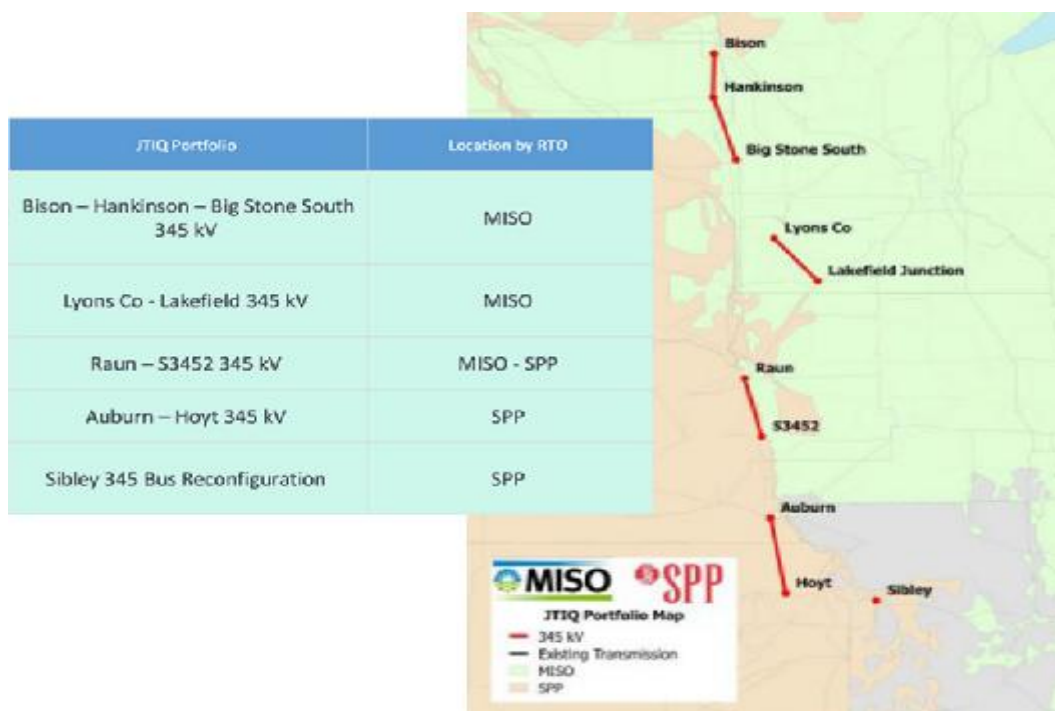 JTIQ Portfolio
Location by RTO
Bison – Hankinson – Big Stone South
345 kV
MISO
Lyons Co - Lakefield 345 kV
MISO
Raun – S3452 345 kV
MISO - SPP
Auburn – Hoyt 345 kV
SPP
Sibley 345 Bus Reconfiguration
SPP
Bison
Hankinson
Big Stone South
Lyons Co
Lakefield Junction
Raun
S3452
Auburn
Hoyt
Sibley
MISO SPP
JTIQ Portfolio Map
345 kV
Existing Transmission
MISO
SPP